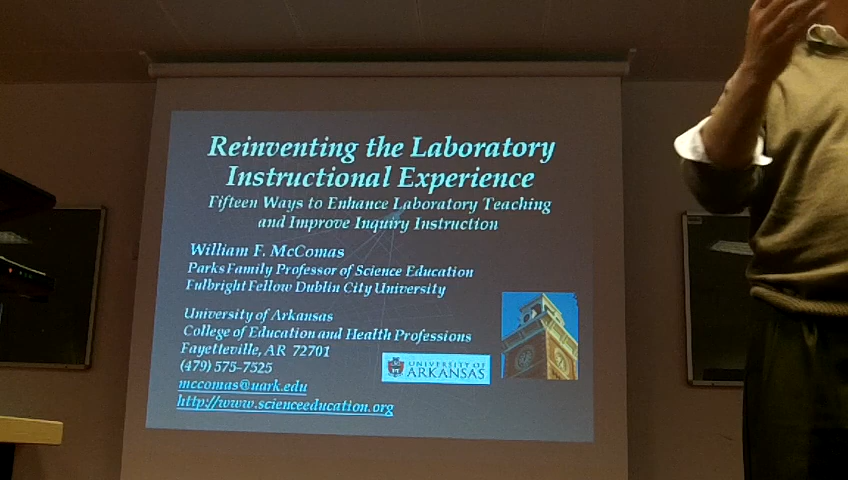 Reinventing the Laboratory
Instructional Experience
Fifteen Ways to Enhance Laboratory Teaching
and Improve Inquiry Instruction
William F. McComas
Parks Family Professor of Science Education
Fulbright Fellow Dublin City University
University of Arkansas
College of Education and Health Professions
Fayetteville, AR 72701
(479) 575-7525
mccomas@uark.edu
http://www.scienceeducation.org
UNIVERSITY OF
ARKANSAS